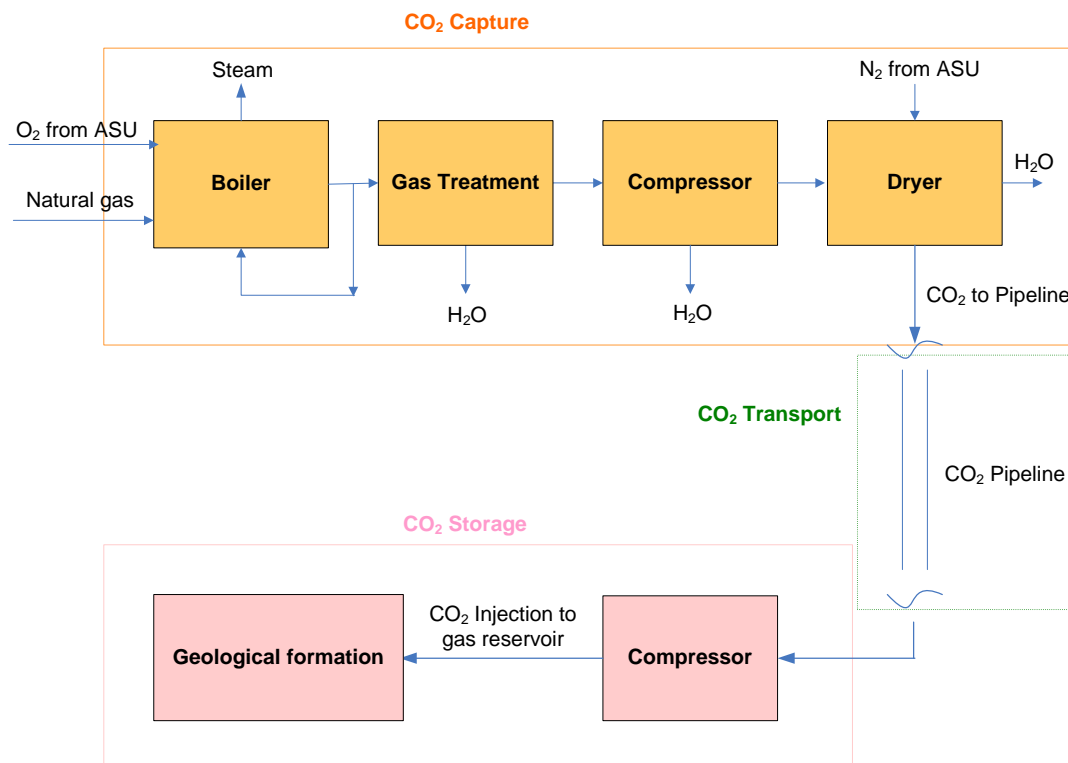 CO₂ Capture
Steam
N₂ from ASU
O₂ from ASU
Natural gas
Boiler
Gas Treatment
Compressor
Dryer
H₂O
H₂O
H₂O
CO₂ to Pipeline
CO₂ Transport
CO₂ Pipeline
CO₂ Storage
Geological formation
CO₂ Injection to
gas reservoir
Compressor